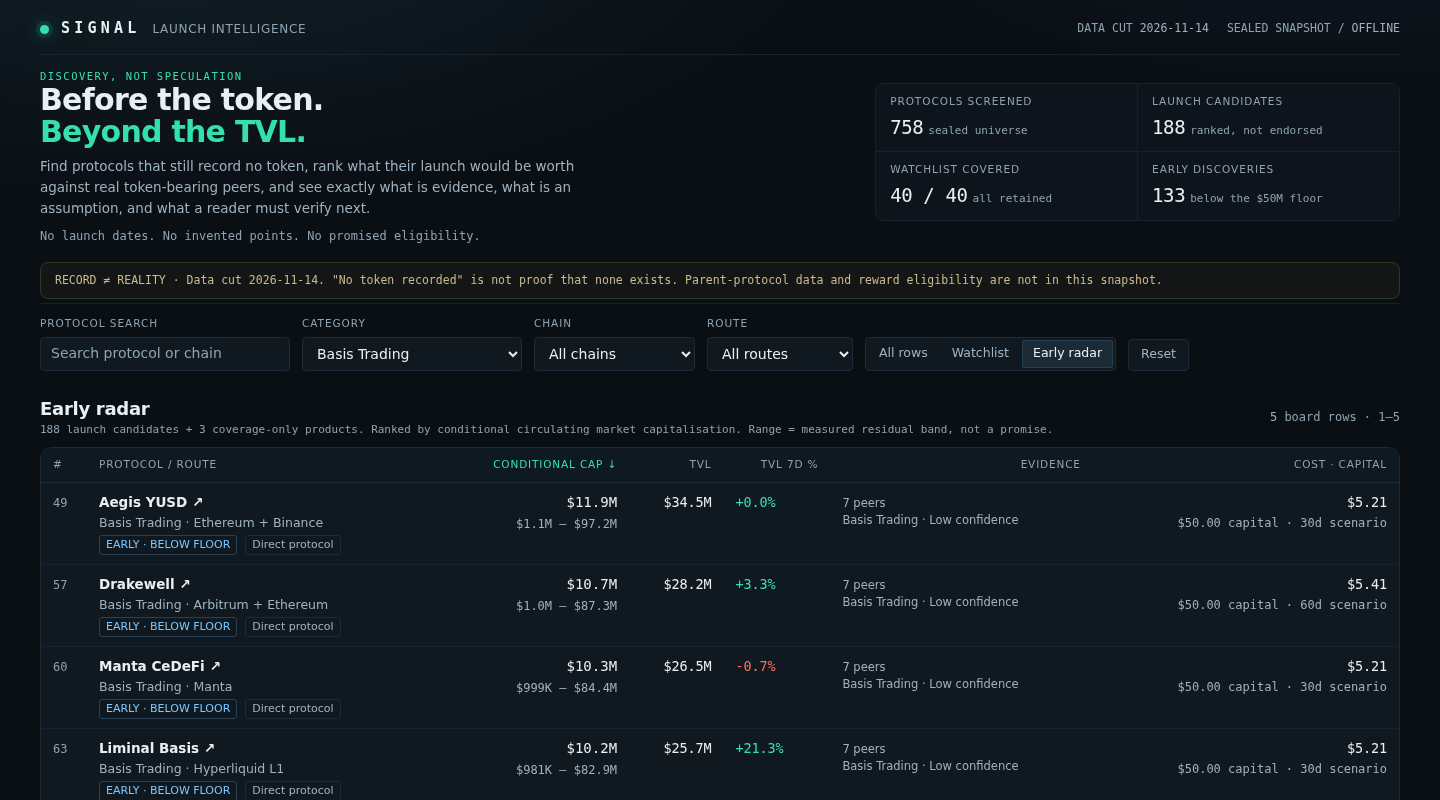 SIGNAL LAUNCH INTELLIGENCE
DATA CUT 2026-11-14 SEALED SNAPSHOT / OFFLINE
DISCOVERY, NOT SPECULATION
Before the token.
Beyond the TVL.
Find protocols that still record no token, rank what their launch would be worth
against real token-bearing peers, and see exactly what is evidence, what is an
assumption, and what a reader must verify next.
No launch dates. No invented points. No promised eligibility.
PROTOCOLS SCREENED
758 sealed universe
LAUNCH CANDIDATES
188 ranked, not endorsed
WATCHLIST COVERED
40 / 40 all retained
EARLY DISCOVERIES
133 below the $50M floor
RECORD ≠ REALITY · Data cut 2026-11-14. "No token recorded" is not proof that none exists. Parent-protocol data and reward eligibility are not in this snapshot.
PROTOCOL SEARCH CATEGORY CHAIN ROUTE
Search protocol or chain Basis Trading All chains All routes All rows Watchlist Early radar Reset
Early radar
188 launch candidates + 3 coverage-only products. Ranked by conditional circulating market capitalisation. Range = measured residual band, not a promise.
5 board rows · 1–5
# PROTOCOL / ROUTE CONDITIONAL CAP ↓ TVL TVL 7D % EVIDENCE COST · CAPITAL
49 Aegis YUSD ↗ $11.9M $34.5M +0.0% 7 peers $5.21
Basis Trading · Ethereum + Binance $1.1M — $97.2M Basis Trading · Low confidence $50.00 capital · 30d scenario
EARLY · BELOW FLOOR Direct protocol
57 Drakewell ↗ $10.7M $28.2M +3.3% 7 peers $5.41
Basis Trading · Arbitrum + Ethereum $1.0M — $87.3M Basis Trading · Low confidence $50.00 capital · 60d scenario
EARLY · BELOW FLOOR Direct protocol
60 Manta CeDeFi ↗ $10.3M $26.5M -0.7% 7 peers $5.21
Basis Trading · Manta $999K — $84.4M Basis Trading · Low confidence $50.00 capital · 30d scenario
EARLY · BELOW FLOOR Direct protocol
63 Liminal Basis ↗ $10.2M $25.7M +21.3% 7 peers $5.21
Basis Trading · Hyperliquid L1 $981K — $82.9M Basis Trading · Low confidence $50.00 capital · 30d scenario
EARLY · BELOW FLOOR Direct protocol